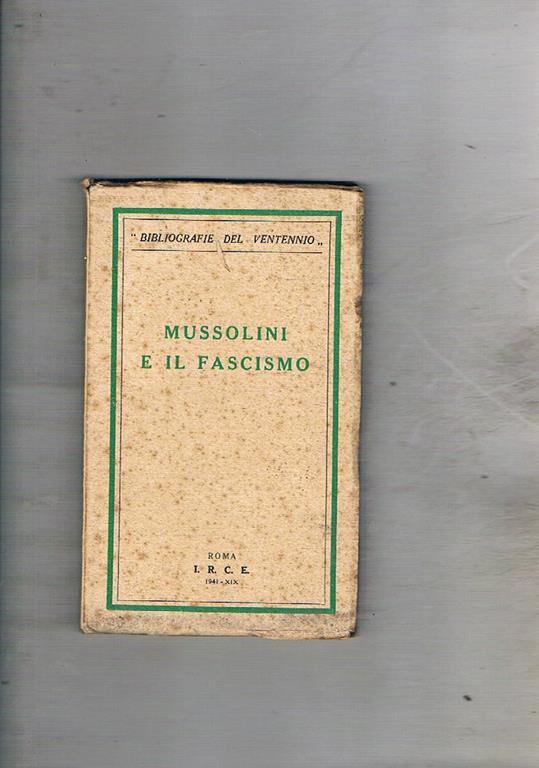 " BIBLIOGRAFIE DEL VENTENNIO „
MUSSOLINI
E IL FASCISMO
ROMA
I. R. C. E.
1941 - XIX